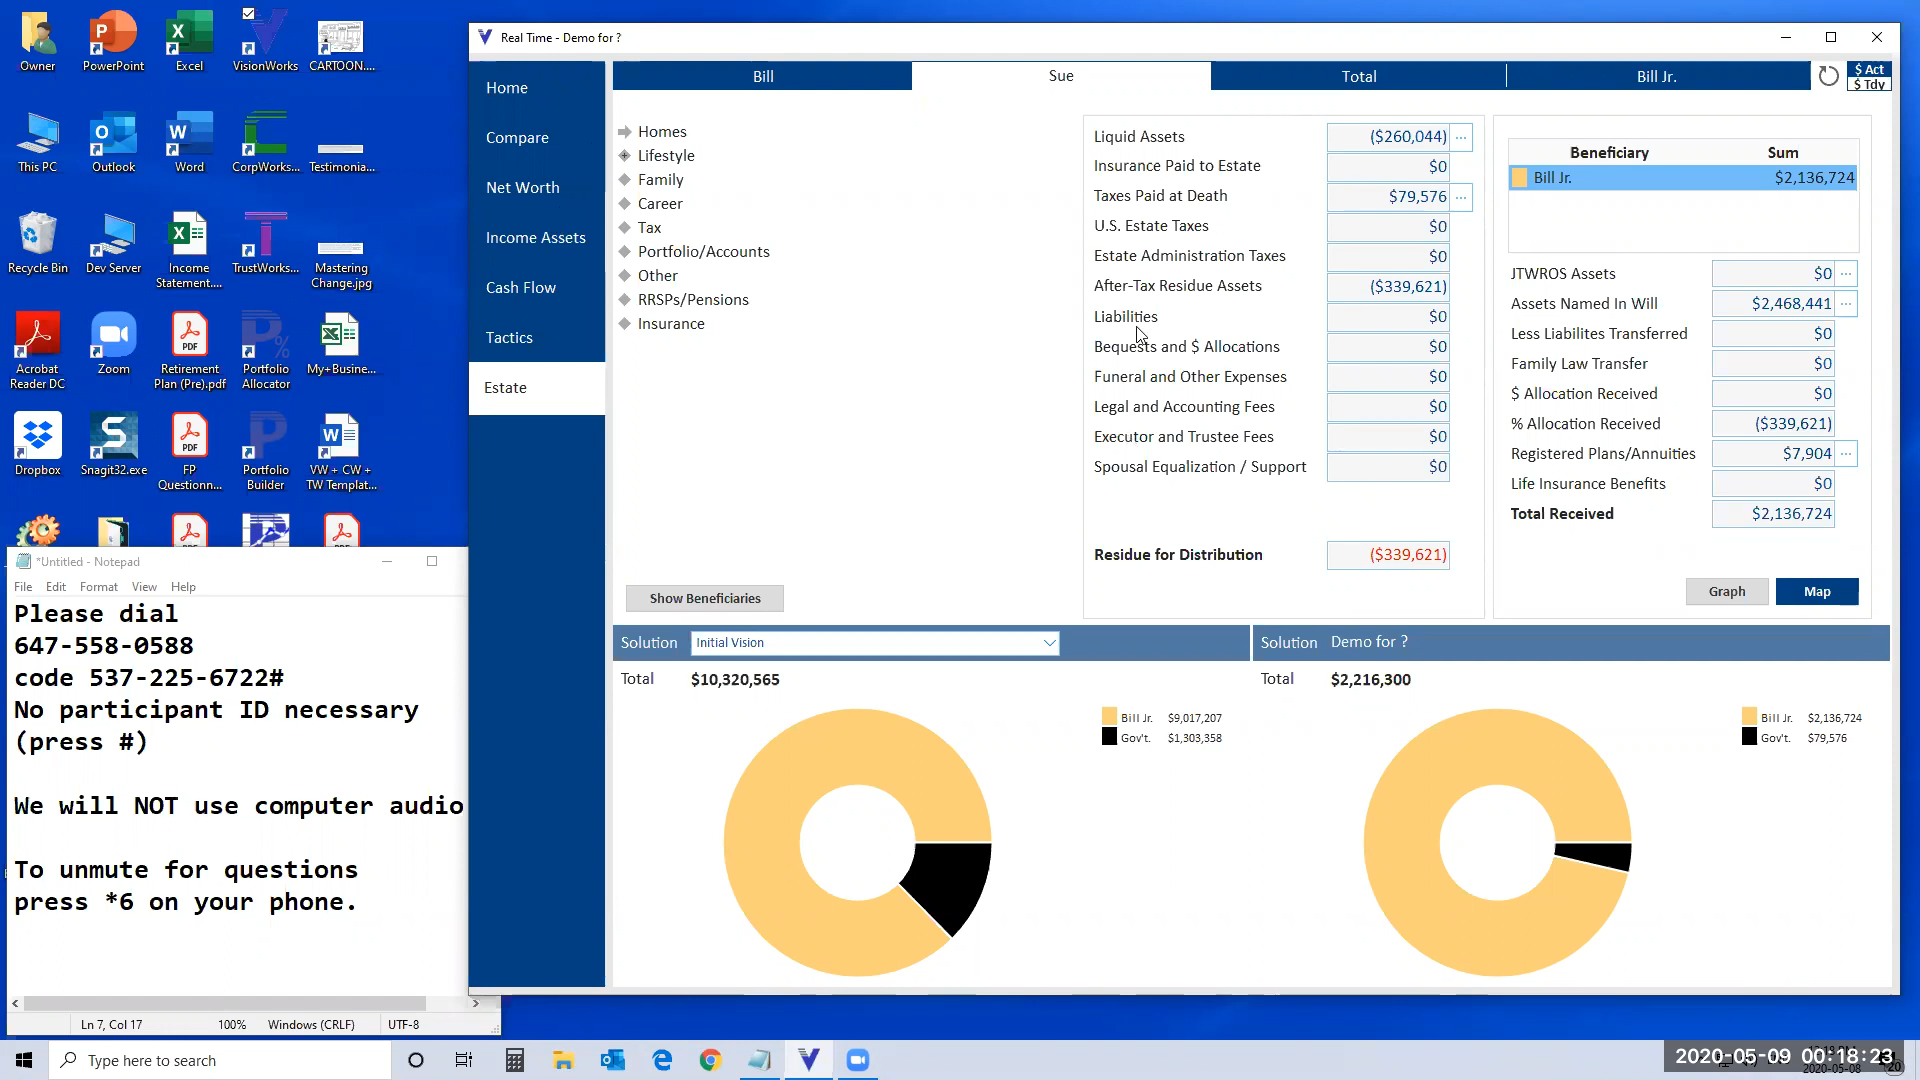 Owner
PowerPoint
Excel
VisionWorks
CARTOON....
This PC
Outlook
Word
CorpWorks...
Testimonia...
Recycle Bin
Dev Server
Income
Statement....
TrustWorks...
Mastering
Change.jpg
Acrobat
Reader DC
Zoom
Retirement
Plan (Pre).pdf
Portfolio
Allocator
My+Busine...
Dropbox
Snagit32.exe
FP
Questionn...
Portfolio
Builder
VW + CW +
TW Templat...
*Untitled - Notepad
File Edit Format View Help
Please dial
647-558-0588
code 537-225-6722#
No participant ID necessary
(press #)
We will NOT use computer audio
To unmute for questions
press *6 on your phone.
Ln 7, Col 17 100% Windows (CRLF) UTF-8
Real Time - Demo for ?
Home
Compare
Net Worth
Income Assets
Cash Flow
Tactics
Estate
Bill Sue Total Bill Jr.
$ Act
$ Tdy
Homes
Lifestyle
Family
Career
Tax
Portfolio/Accounts
Other
RRSPs/Pensions
Insurance
Show Beneficiaries
Liquid Assets ($260,044) ...
Insurance Paid to Estate $0
Taxes Paid at Death $79,576 ...
U.S. Estate Taxes $0
Estate Administration Taxes $0
After-Tax Residue Assets ($339,621)
Liabilities $0
Bequests and $ Allocations $0
Funeral and Other Expenses $0
Legal and Accounting Fees $0
Executor and Trustee Fees $0
Spousal Equalization / Support $0
Residue for Distribution ($339,621)
Beneficiary Sum
Bill Jr. $2,136,724
JTWROS Assets $0 ...
Assets Named In Will $2,468,441 ...
Less Liabilites Transferred $0
Family Law Transfer $0
$ Allocation Received $0
% Allocation Received ($339,621)
Registered Plans/Annuities $7,904 ...
Life Insurance Benefits $0
Total Received $2,136,724
Graph Map
Solution Initial Vision
Total $10,320,565
Bill Jr. $9,017,207
Gov't. $1,303,358
Solution Demo for ?
Total $2,216,300
Bill Jr. $2,136,724
Gov't. $79,576
Type here to search
2020-05-09 00:18:23
2020-05-08
20